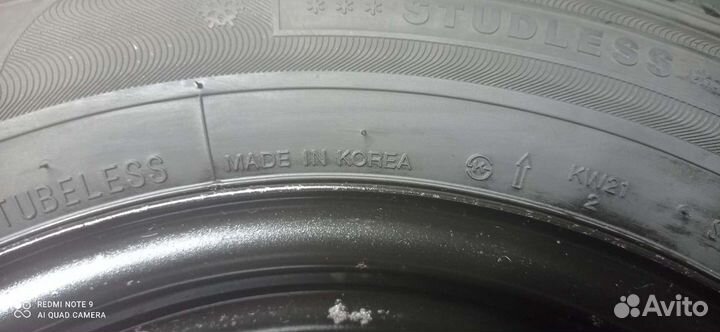 *** STUDLESS
TUBELESS
MADE IN KOREA
KW21
2
REDMI NOTE 9
AI QUAD CAMERA
Avito